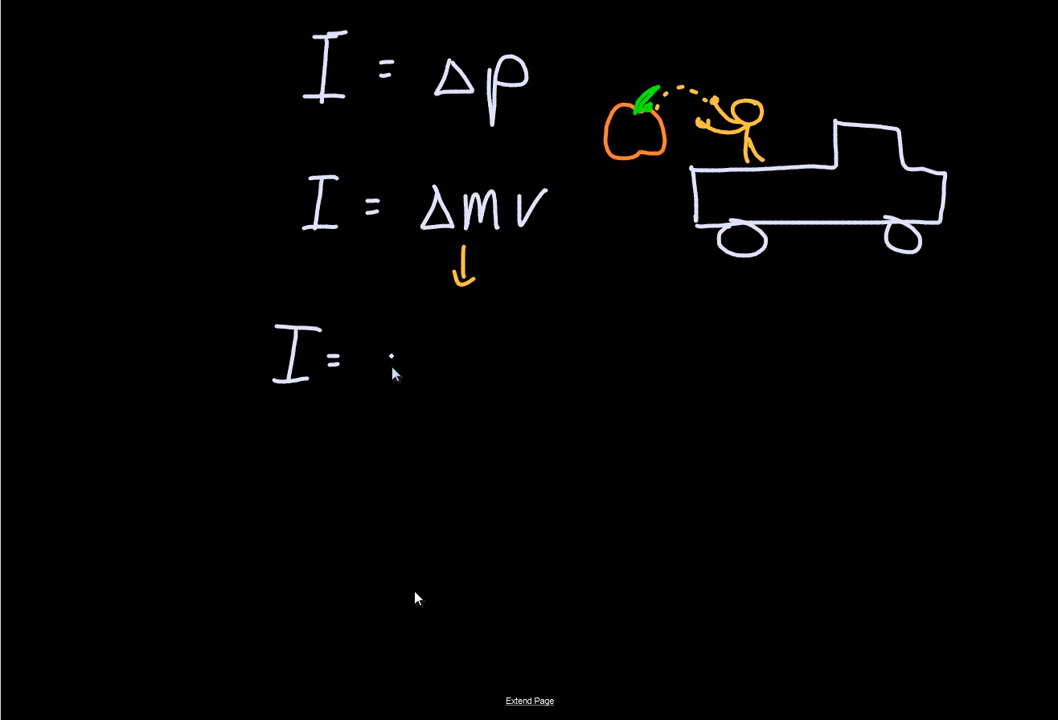 I = Δp
I = Δmv
I =
Extend Page